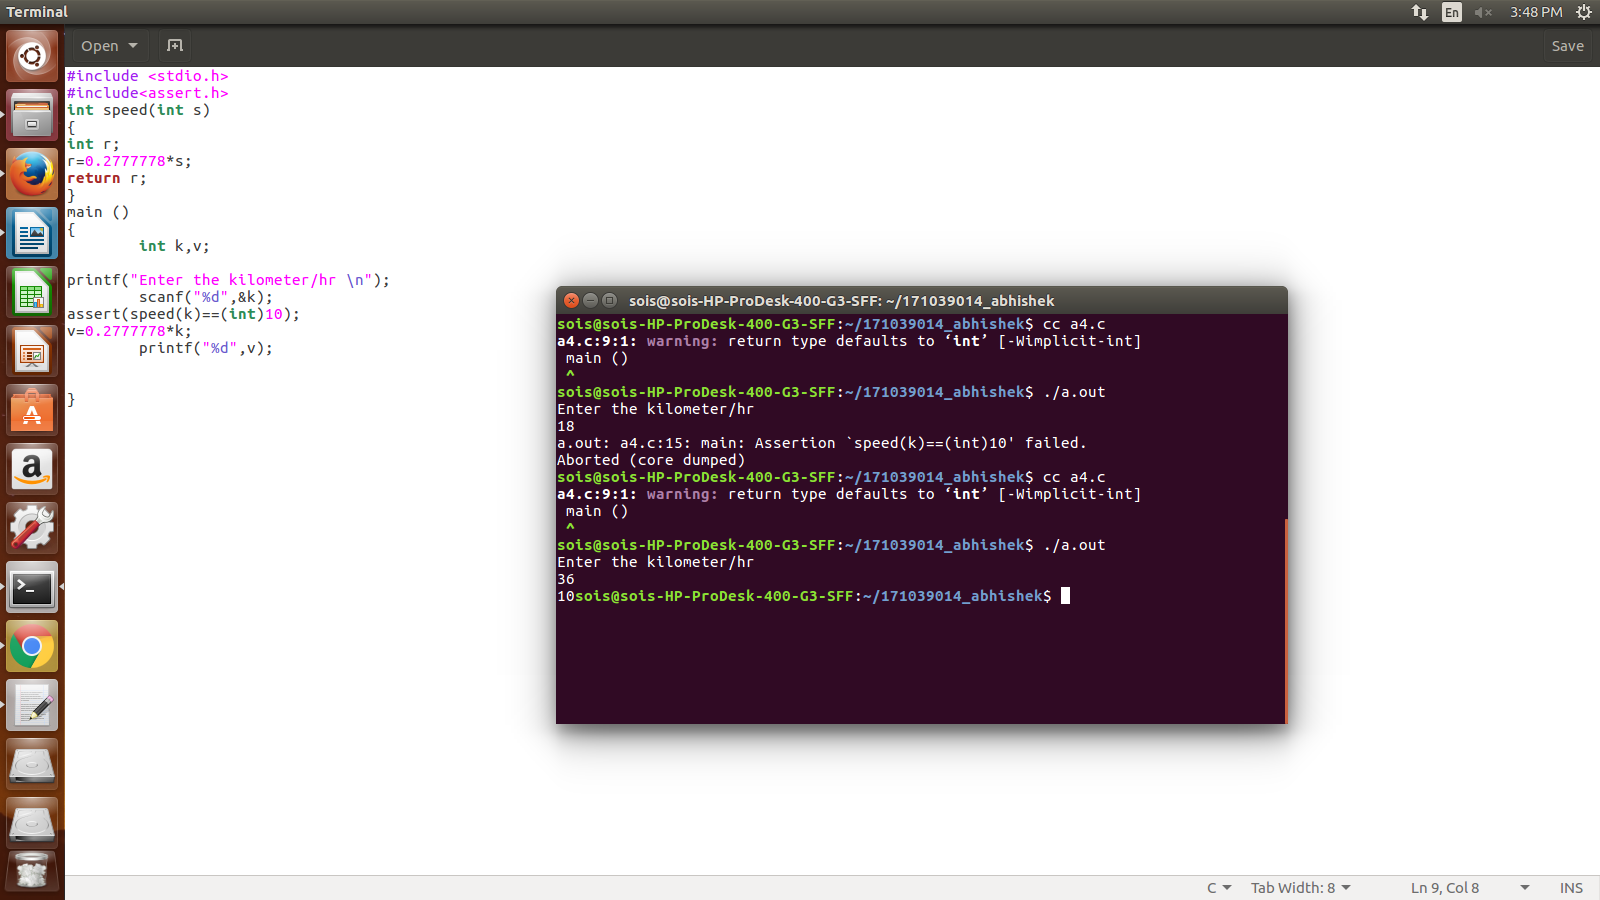 Terminal
En
3:48 PM
Open
Save
#include <stdio.h>
#include<assert.h>
int speed(int s)
{
int r;
r=0.2777778*s;
return r;
}
main ()
{
int k,v;
printf("Enter the kilometer/hr \n");
scanf("%d",&k);
assert(speed(k)==(int)10);
v=0.2777778*k;
printf("%d",v);
}
sois@sois-HP-ProDesk-400-G3-SFF: ~/171039014_abhishek
sois@sois-HP-ProDesk-400-G3-SFF:~/171039014_abhishek$ cc a4.c
a4.c:9:1: warning: return type defaults to ‘int’ [-Wimplicit-int]
main ()
^
sois@sois-HP-ProDesk-400-G3-SFF:~/171039014_abhishek$ ./a.out
Enter the kilometer/hr
18
a.out: a4.c:15: main: Assertion `speed(k)==(int)10' failed.
Aborted (core dumped)
sois@sois-HP-ProDesk-400-G3-SFF:~/171039014_abhishek$ cc a4.c
a4.c:9:1: warning: return type defaults to ‘int’ [-Wimplicit-int]
main ()
^
sois@sois-HP-ProDesk-400-G3-SFF:~/171039014_abhishek$ ./a.out
Enter the kilometer/hr
36
10sois@sois-HP-ProDesk-400-G3-SFF:~/171039014_abhishek$
C
Tab Width: 8
Ln 9, Col 8
INS